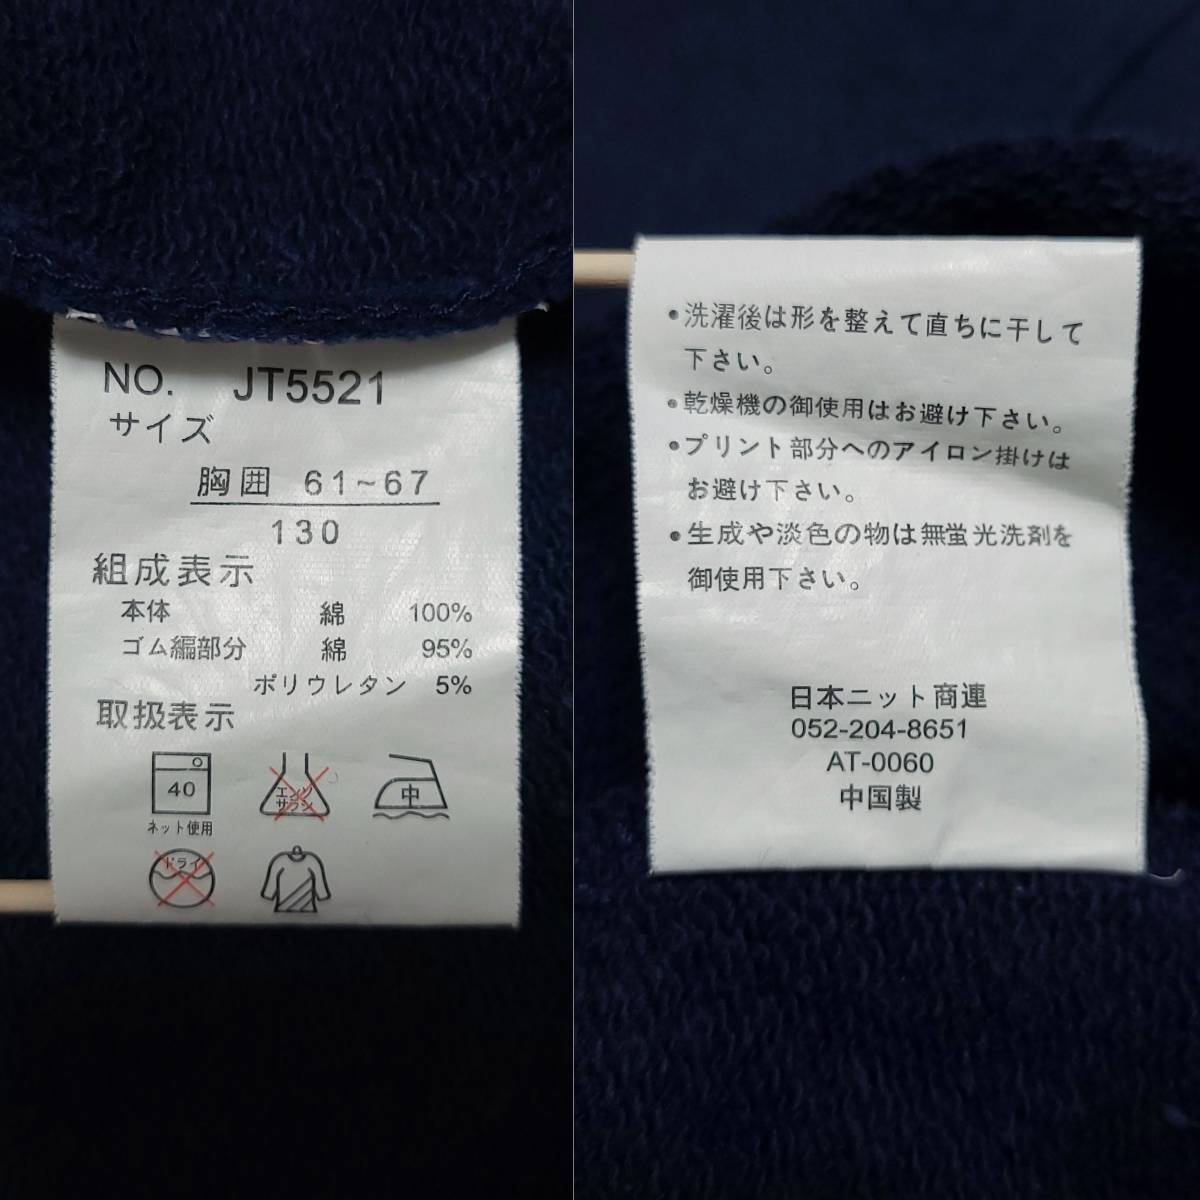 NO. JT5521
サイズ
胸囲 61~67
130
組成表示
本体 綿 100%
ゴム編部分 綿 95%
ポリウレタン 5%
取扱表示
40
ネット使用
エンソ
サラシ
中
ドライ
・洗濯後は形を整えて直ちに干して
下さい。
・乾燥機の御使用はお避け下さい。
・プリント部分へのアイロン掛けは
お避け下さい。
・生成や淡色の物は無蛍光洗剤を
御使用下さい。
日本ニット商連
052-204-8651
AT-0060
中国製